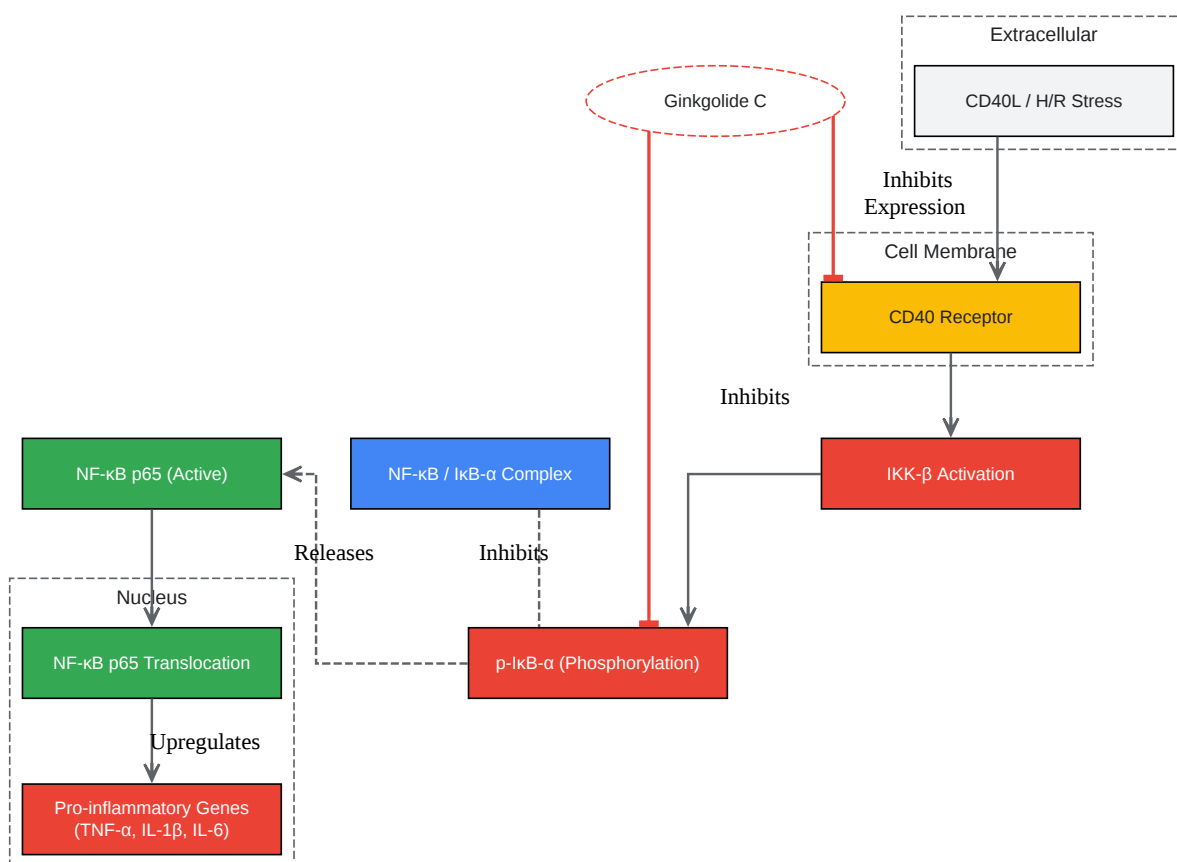 Extracellular
CD40L / H/R Stress
Ginkgolide C
Inhibits
Expression
Cell Membrane
CD40 Receptor
Inhibits
NF-κB p65 (Active)
NF-κB / IκB-α Complex
IKK-β Activation
Releases
Inhibits
Nucleus
NF-κB p65 Translocation
p-IκB-α (Phosphorylation)
Upregulates
Pro-inflammatory Genes
(TNF-α, IL-1β, IL-6)